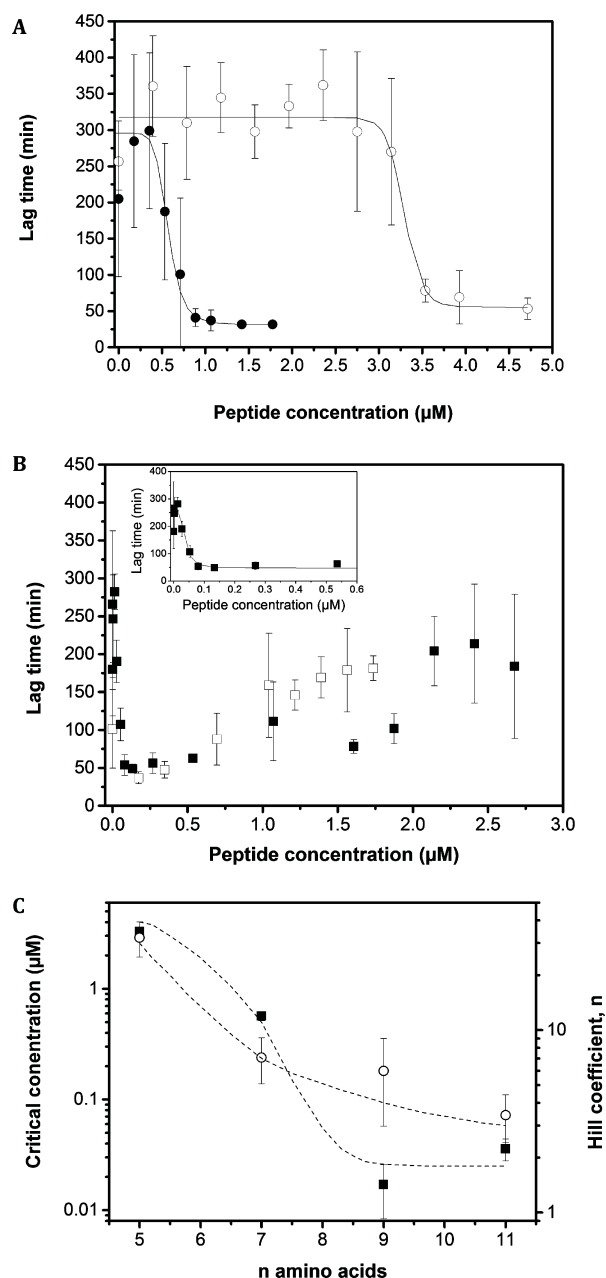 A
450
400
350
300
250
200
150
100
50
0
Lag time (min)
0.0 0.5 1.0 1.5 2.0 2.5 3.0 3.5 4.0 4.5 5.0
Peptide concentration (µM)
B
450
400
350
300
250
200
150
100
50
0
Lag time (min)
400
300
200
100
0
Lag time (min)
0.0 0.1 0.2 0.3 0.4 0.5 0.6
Peptide concentration (µM)
0.0 0.5 1.0 1.5 2.0 2.5 3.0
Peptide concentration (µM)
C
1
0.1
0.01
Critical conentration (µM)
10
1
Hill coefficient, n
5 6 7 8 9 10 11
n amino acids